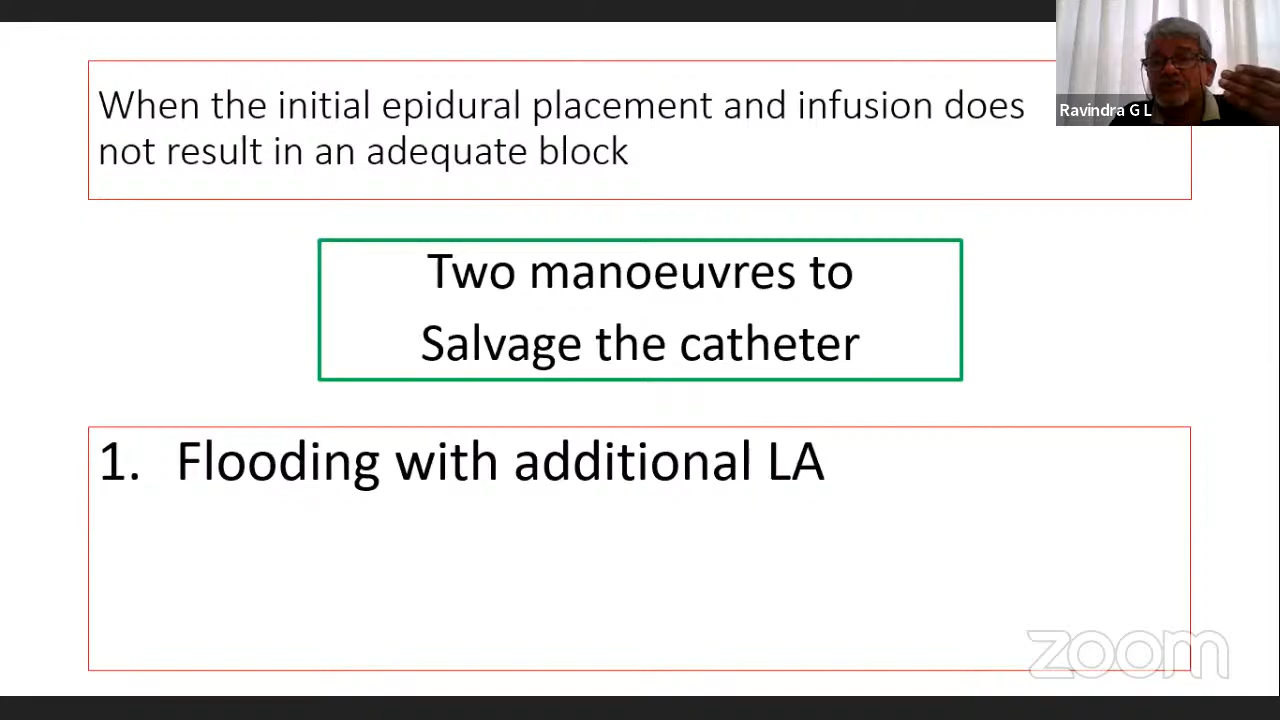 When the initial epidural placement and infusion does
not result in an adequate block
Ravindra G L
Two manoeuvres to
Salvage the catheter
1. Flooding with additional LA
zoom